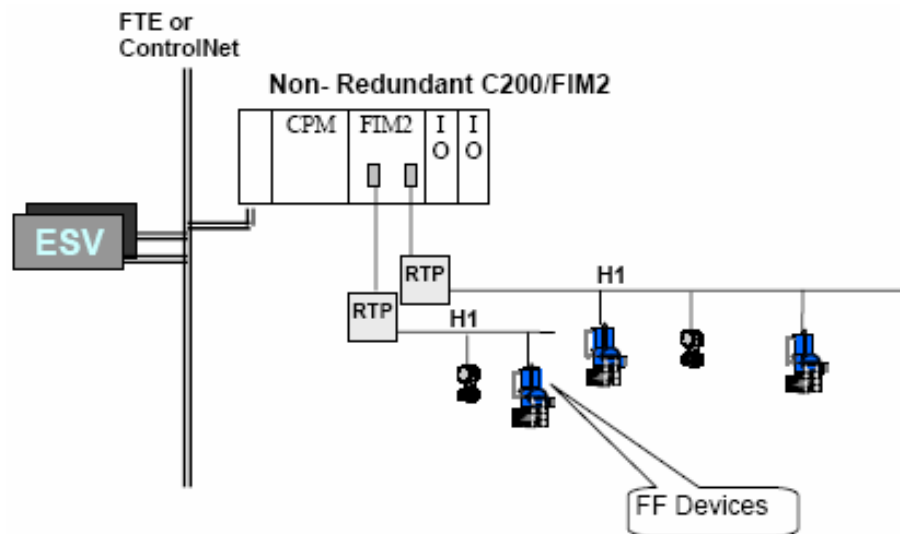 FTE or
ControlNet
Non- Redundant C200/FIM2
CPM
FIM2
I
O
I
O
ESV
RTP
H1
RTP
H1
FF Devices